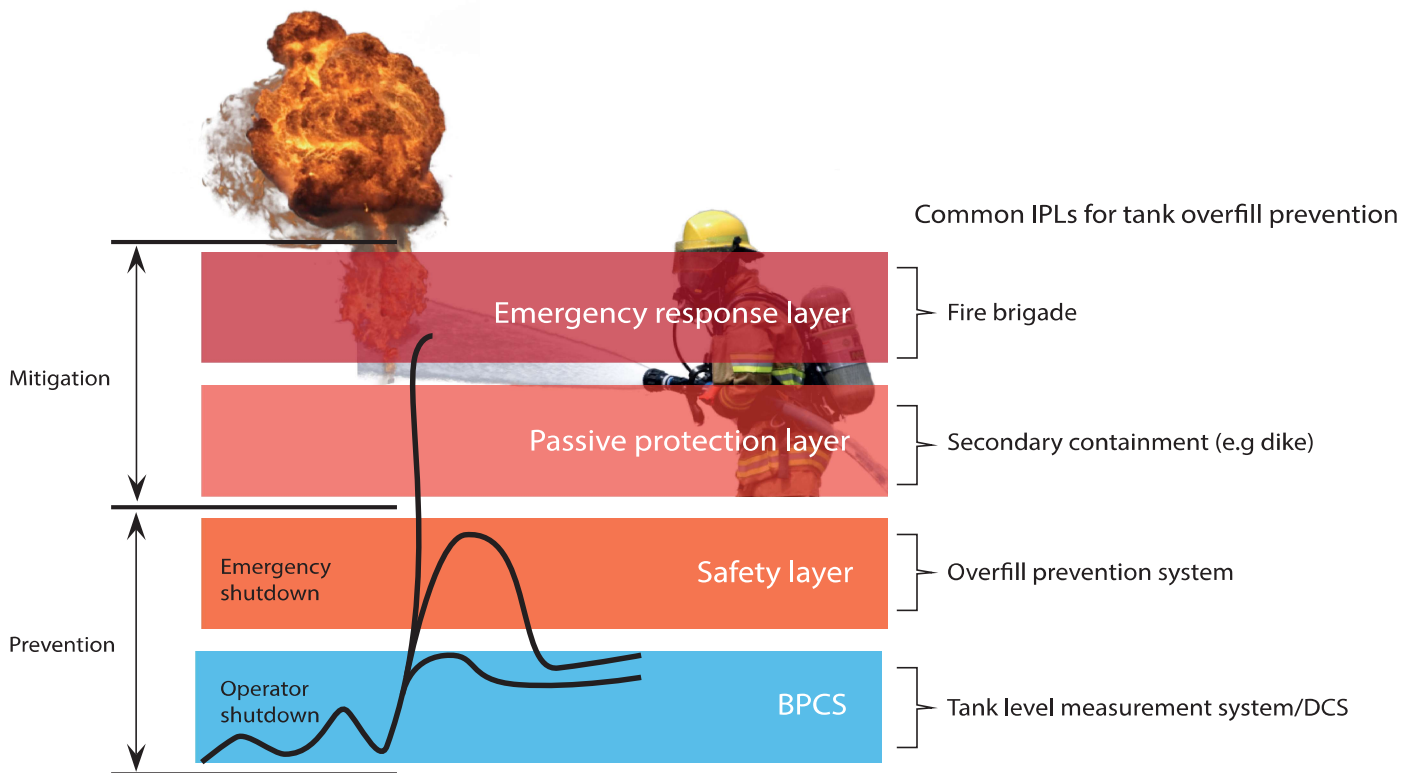 Common IPLs for tank overfill prevention
Mitigation
Emergency response layer
Fire brigade
Passive protection layer
Secondary containment (e.g dike)
Prevention
Emergency
shutdown
Safety layer
Overfill prevention system
Operator
shutdown
BPCS
Tank level measurement system/DCS